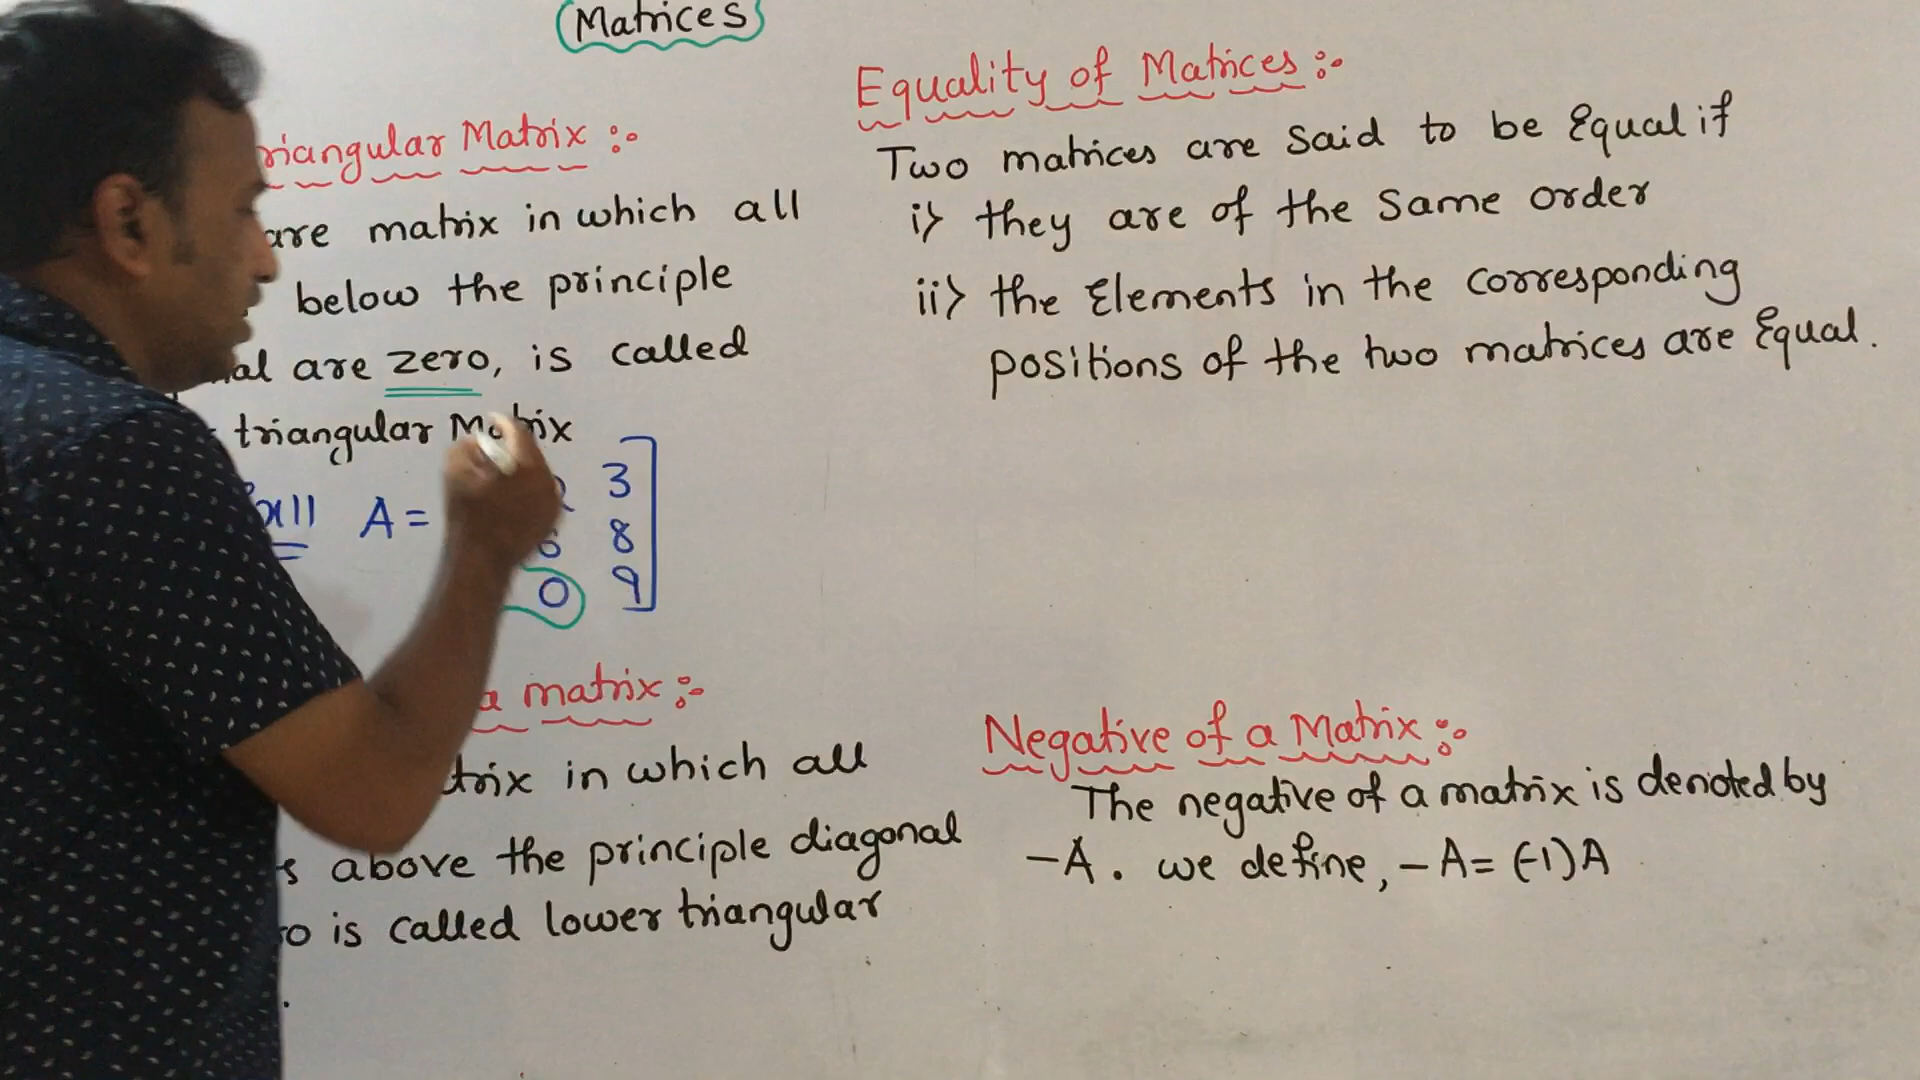 Matrices
riangular Matrix :-
are matrix in which all
below the principle
al are zero, is called
triangular Matrix
A =
3
8
0 9
a matrix :-
trix in which all
s above the principle diagonal
o is called lower triangular
Equality of Matrices :-
Two matrices are said to be Equal if
i) they are of the same order
ii) the Elements in the corresponding
positions of the two matrices are Equal.
Negative of a Matrix :-
The negative of a matrix is denoted by
-A. we define, -A = (-1)A